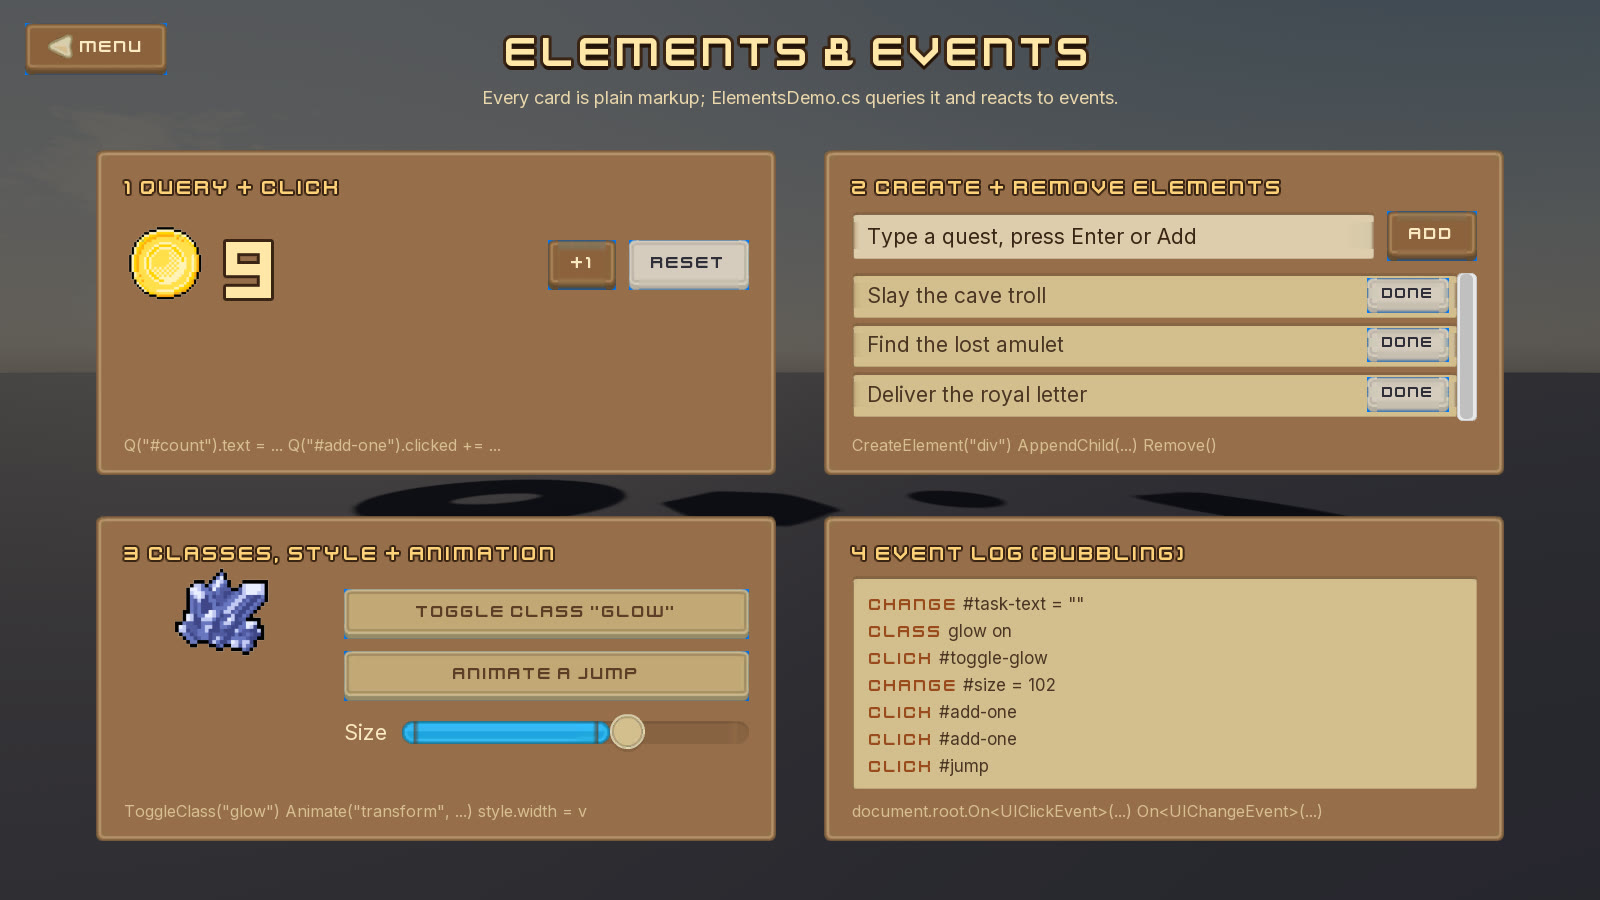 MENU
ELEMENTS & EVENTS
Every card is plain markup; ElementsDemo.cs queries it and reacts to events.
1 QUERY + CLICK
9
+1
RESET
Q("#count").text = ... Q("#add-one").clicked += ...
2 CREATE + REMOVE ELEMENTS
Type a quest, press Enter or Add
ADD
Slay the cave troll
DONE
Find the lost amulet
DONE
Deliver the royal letter
DONE
CreateElement("div") AppendChild(...) Remove()
3 CLASSES, STYLE + ANIMATION
TOGGLE CLASS "GLOW"
ANIMATE A JUMP
Size
ToggleClass("glow") Animate("transform", ...) style.width = v
4 EVENT LOG (BUBBLING)
CHANGE #task-text = ""
CLASS glow on
CLICK #toggle-glow
CHANGE #size = 102
CLICK #add-one
CLICK #add-one
CLICK #jump
document.root.On<UIClickEvent>(...) On<UIChangeEvent>(...)